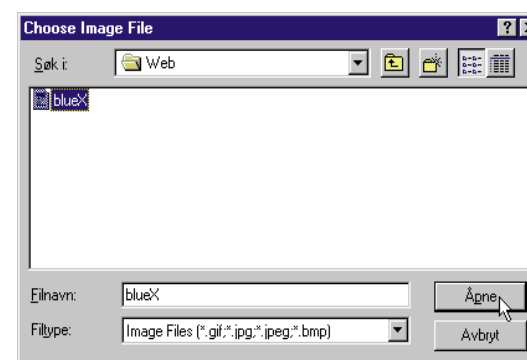 Choose Image File
Søk i: Web
blueX
Filnavn: blueX Åpne
Filtype: Image Files (*.gif;*.jpg;*.jpeg;*.bmp) Avbryt